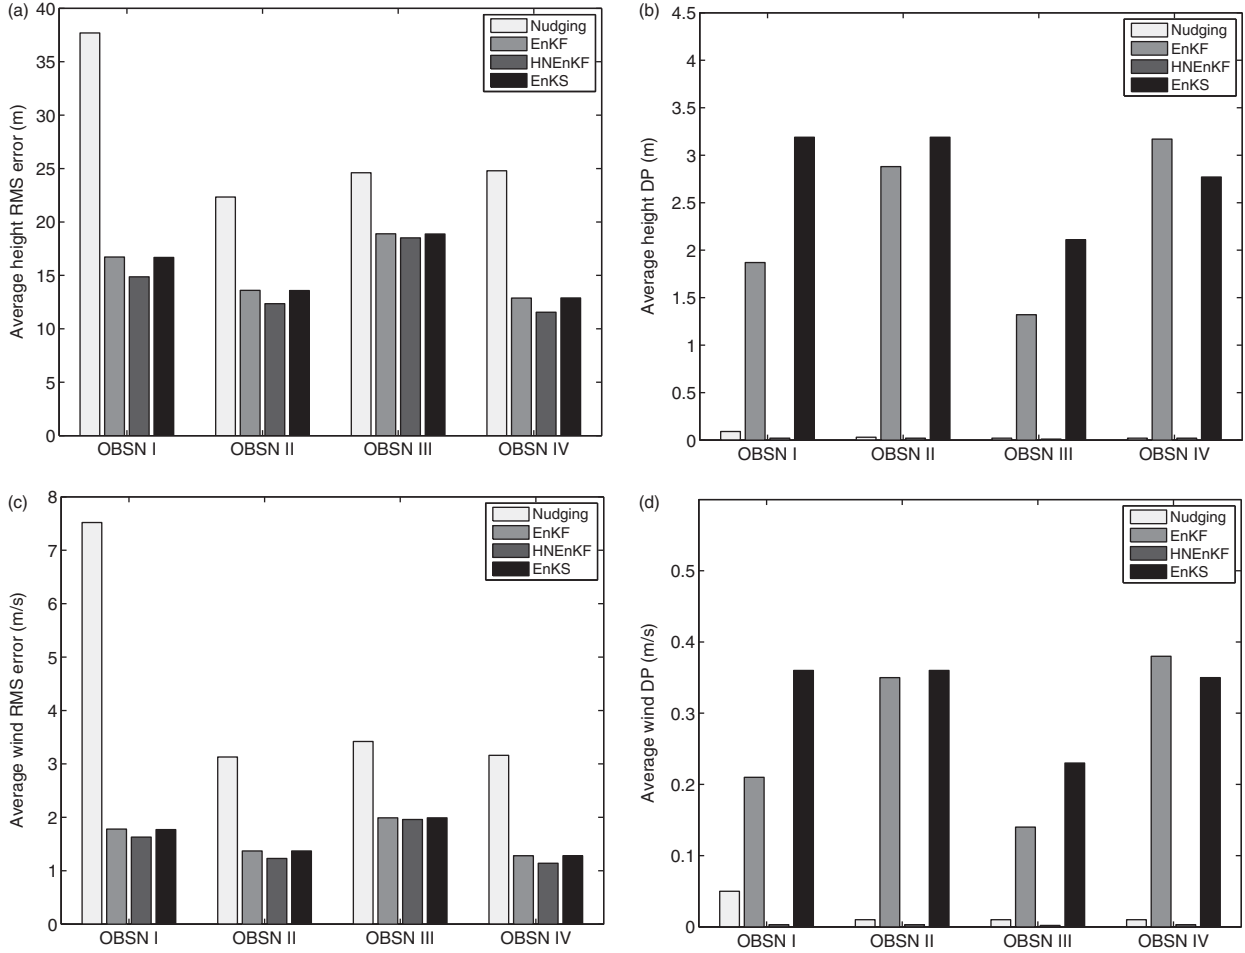 (a)
Average height RMS error (m)
40
35
30
25
20
15
10
5
0
Nudging
EnKF
HNEnKF
EnKS
OBSN I
OBSN II
OBSN III
OBSN IV
(b)
Average height DP (m)
4.5
4
3.5
3
2.5
2
1.5
1
0.5
0
Nudging
EnKF
HNEnKF
EnKS
OBSN I
OBSN II
OBSN III
OBSN IV
(c)
Average wind RMS error (m/s)
8
7
6
5
4
3
2
1
0
Nudging
EnKF
HNEnKF
EnKS
OBSN I
OBSN II
OBSN III
OBSN IV
(d)
Average wind DP (m/s)
0.5
0.4
0.3
0.2
0.1
0
Nudging
EnKF
HNEnKF
EnKS
OBSN I
OBSN II
OBSN III
OBSN IV